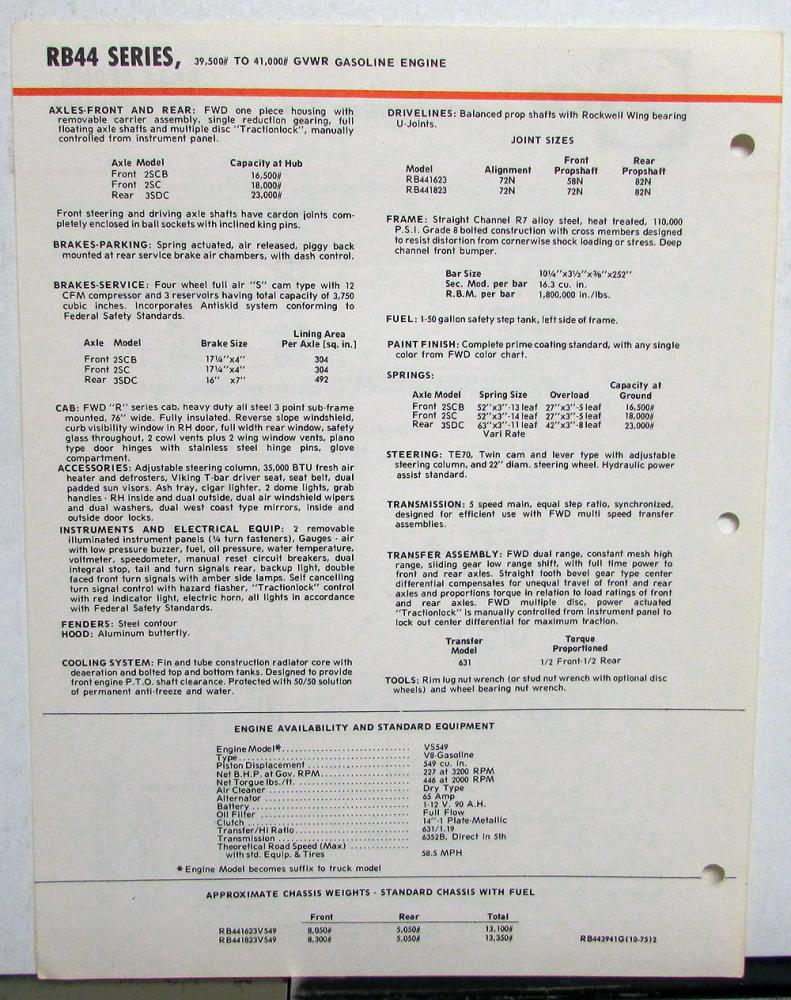 RB44 SERIES, 39,500# TO 41,000# GVWR GASOLINE ENGINE
AXLES-FRONT AND REAR: FWD one piece housing with
removable carrier assembly, single reduction gearing, full
floating axle shafts and multiple disc "Tractionlock", manually
controlled from instrument panel.
Axle Model Capacity at Hub
Front 2SCB 16,500#
Front 2SC 18,000#
Rear 3SDC 23,000#
Front steering and driving axle shafts have cardon joints com-
pletely enclosed in ball sockets with inclined king pins.
BRAKES-PARKING: Spring actuated, air released, piggy back
mounted at rear service brake air chambers, with dash control.
BRAKES-SERVICE: Four wheel full air "S" cam type with 12
CFM compressor and 3 reservoirs having total capacity of 3,750
cubic inches. Incorporates Antiskid system conforming to
Federal Safety Standards.
Lining Area
Axle Model Brake Size Per Axle [sq. in.]
Front 2SCB 17¼"x4" 304
Front 2SC 17¼"x4" 304
Rear 3SDC 16" x7" 492
CAB: FWD "R" series cab, heavy duty all steel 3 point sub-frame
mounted, 76" wide. Fully insulated. Reverse slope windshield,
curb visibility window in RH door, full width rear window, safety
glass throughout, 2 cowl vents plus 2 wing window vents, piano
type door hinges with stainless steel hinge pins, glove
compartment.
ACCESSORIES: Adjustable steering column, 35,000 BTU fresh air
heater and defrosters, Viking T-bar driver seat, seat belt, dual
padded sun visors. Ash tray, cigar lighter, 2 dome lights, grab
handles - RH inside and dual outside, dual air windshield wipers
and dual washers, dual west coast type mirrors, inside and
outside door locks.
INSTRUMENTS AND ELECTRICAL EQUIP: 2 removable
illuminated instrument panels (¼ turn fasteners), Gauges - air
with low pressure buzzer, fuel, oil pressure, water temperature,
voltmeter, speedometer, manual reset circuit breakers, dual
integral stop, tail and turn signals rear, backup light, double
faced front turn signals with amber side lamps. Self cancelling
turn signal control with hazard flasher, "Tractionlock" control
with red indicator light, electric horn, all lights in accordance
with Federal Safety Standards.
FENDERS: Steel contour
HOOD: Aluminum butterfly.
COOLING SYSTEM: Fin and tube construction radiator core with
deaeration and bolted top and bottom tanks. Designed to provide
front engine P.T.O. shaft clearance. Protected with 50/50 solution
of permanent anti-freeze and water.
DRIVELINES: Balanced prop shafts with Rockwell Wing bearing
U-Joints.
JOINT SIZES
Front Rear
Model Alignment Propshaft Propshaft
RB441623 72N 58N 82N
RB441823 72N 72N 82N
FRAME: Straight Channel R7 alloy steel, heat treated, 110,000
P.S.I. Grade 8 bolted construction with cross members designed
to resist distortion from cornerwise shock loading or stress. Deep
channel front bumper.
Bar Size 10¼"x3½"x⅜"x252"
Sec. Mod. per bar 16.3 cu. in.
R.B.M. per bar 1,800,000 in./lbs.
FUEL: 1-50 gallon safety step tank, left side of frame.
PAINT FINISH: Complete prime coating standard, with any single
color from FWD color chart.
SPRINGS:
Capacity at
Axle Model Spring Size Overload Ground
Front 2SCB 52"x3"-13 leaf 27"x3"-5 leaf 16,500#
Front 2SC 52"x3"-13 leaf 27"x3"-5 leaf 18,000#
Rear 3SDC 63"x3"-11 leaf 42"x3"-8 leaf 23,000#
Vari Rate
STEERING: TE70, Twin cam and lever type with adjustable
steering column, and 22" diam. steering wheel. Hydraulic power
assist standard.
TRANSMISSION: 5 speed main, equal step ratio, synchronized,
designed for efficient use with FWD multi speed transfer
assemblies.
TRANSFER ASSEMBLY: FWD dual range, constant mesh high
range, sliding gear low range shift, with full time power to
front and rear axles. Straight tooth bevel gear type center
differential compensates for unequal travel of front and rear
axles and proportions torque in relation to load ratings of front
and rear axles. FWD multiple disc, power actuated
"Tractionlock" is manually controlled from instrument panel to
lock out center differential for maximum traction.
Transfer Torque
Model Proportioned
631 1/2 Front-1/2 Rear
TOOLS: Rim lug nut wrench (or stud nut wrench with optional disc
wheels) and wheel bearing nut wrench.
ENGINE AVAILABILITY AND STANDARD EQUIPMENT
Engine Model* VS549
Type V8-Gasoline
Piston Displacement 549 cu. in.
Net B.H.P. at Gov. RPM 227 at 3200 RPM
Net Torque lbs./ft. 446 at 2000 RPM
Air Cleaner Dry Type
Alternator 65 Amp
Battery 1-12 V. 90 A.H.
Oil Filter Full Flow
Clutch 14"-1 Plate-Metallic
Transfer/Hi Ratio 631/1.19
Transmission 6352B, Direct in 5th
Theoretical Road Speed (Max)
with std. Equip. & Tires 58.5 MPH
* Engine Model becomes suffix to truck model
APPROXIMATE CHASSIS WEIGHTS - STANDARD CHASSIS WITH FUEL
Front Rear Total
RB441623V549 8,050# 5,050# 13,100#
RB441823V549 8,300# 5,050# 13,350#
RB443941G(10-75)2